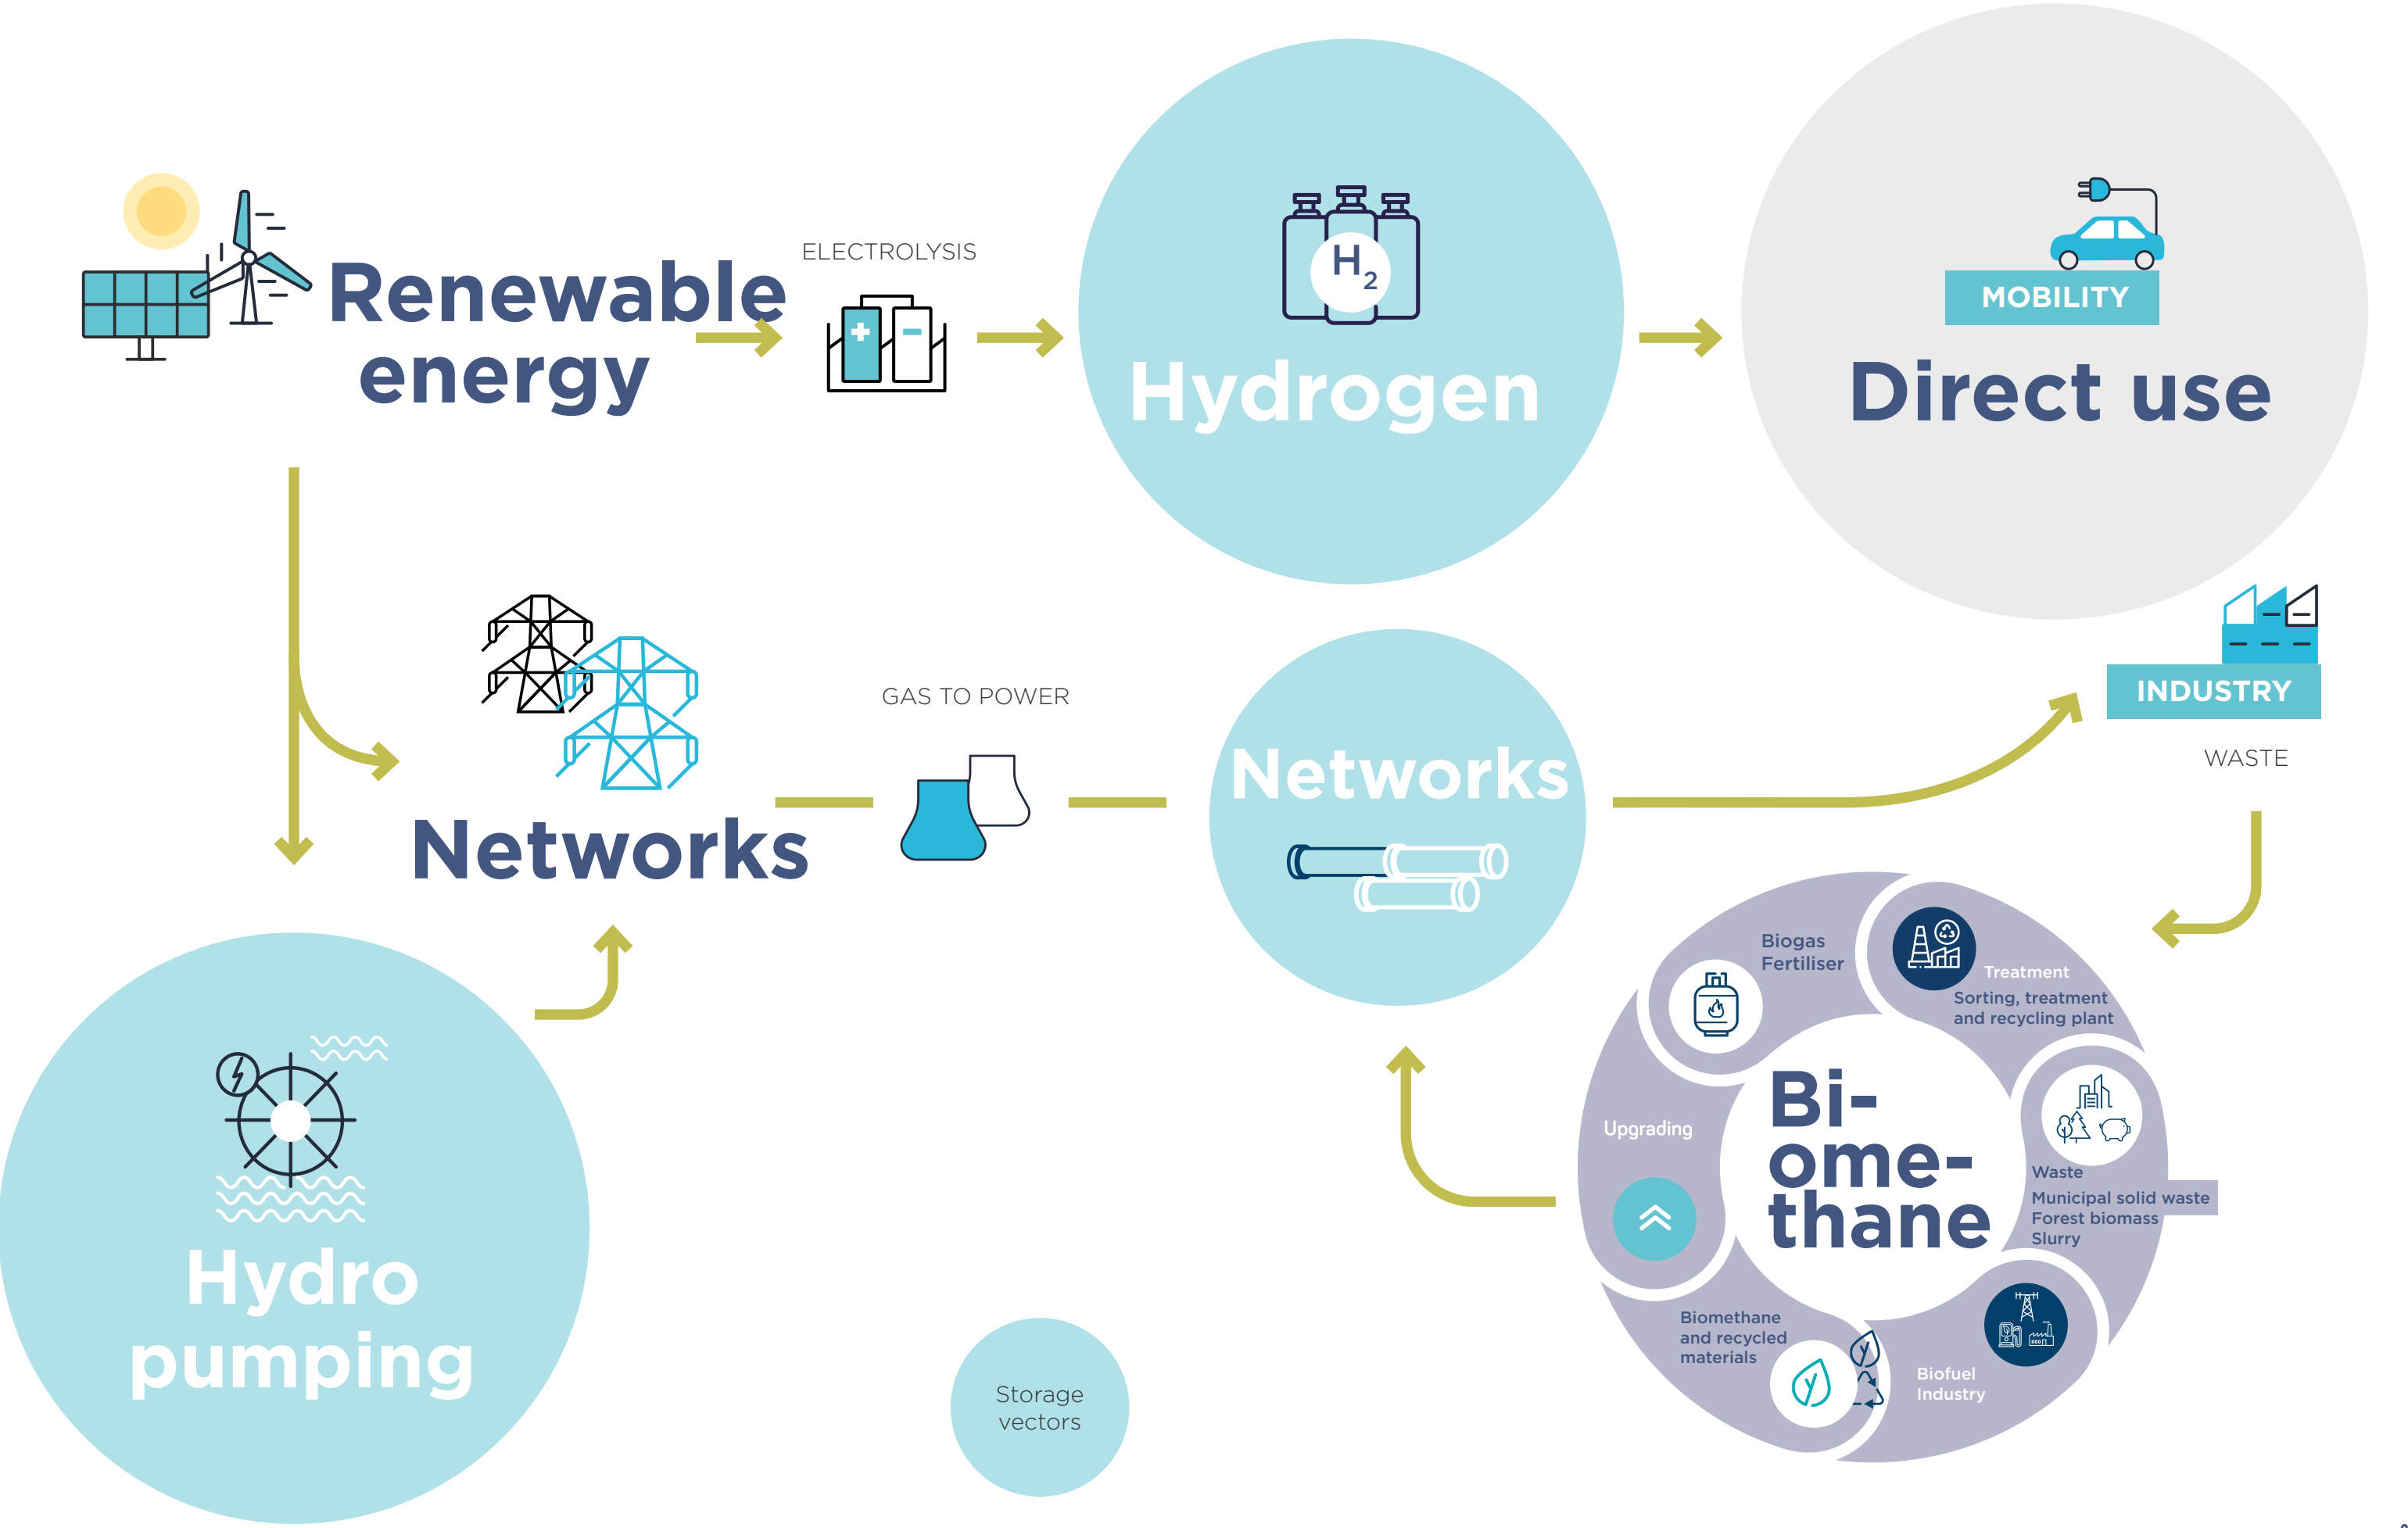 Renewable
energy
ELECTROLYSIS
+
−
H2
Hydrogen
MOBILITY
Direct use
INDUSTRY
WASTE
Networks
GAS TO POWER
Networks
Hydro
pumping
Storage
vectors
Bi-
ome-
thane
Biogas
Fertiliser
Treatment
Sorting, treatment
and recycling plant
Waste
Municipal solid waste
Forest biomass
Slurry
Biofuel
Industry
Biomethane
and recycled
materials
Upgrading